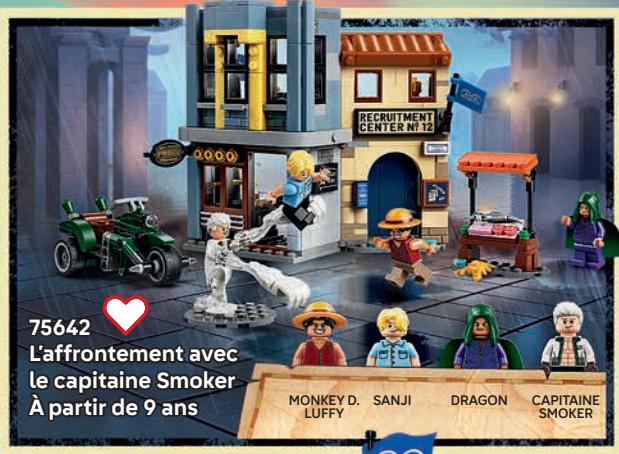 RECRUITMENT
CENTER Nº 12
75642
L'affrontement avec
le capitaine Smoker
À partir de 9 ans
MONKEY D.
LUFFY
SANJI
DRAGON
CAPITAINE
SMOKER